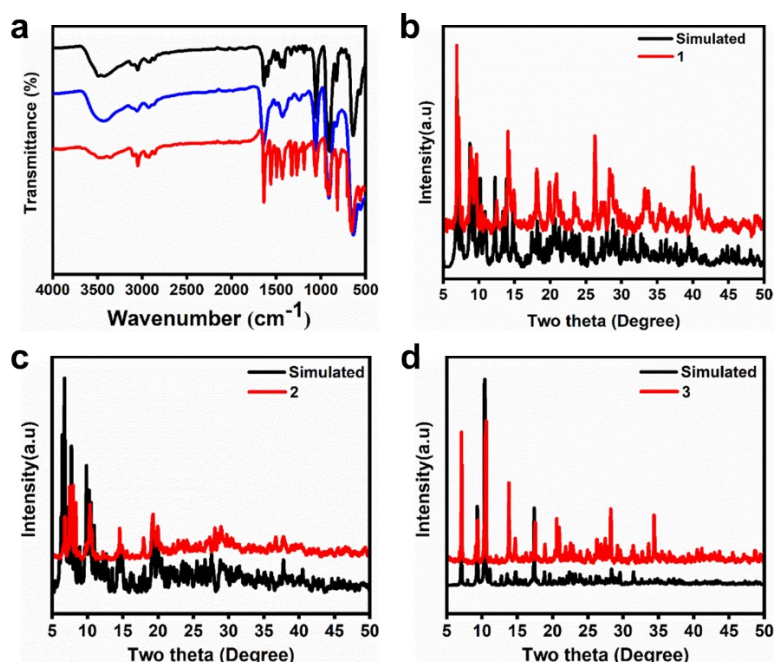 a
Transmittance (%)
4000 3500 3000 2500 2000 1500 1000 500
Wavenumber (cm-1)
b
Simulated
1
Intensity(a.u)
5 10 15 20 25 30 35 40 45 50
Two theta (Degree)
c
Simulated
2
Intensity(a.u)
5 10 15 20 25 30 35 40 45 50
Two theta (Degree)
d
Simulated
3
Intensity(a.u)
5 10 15 20 25 30 35 40 45 50
Two theta (Degree)